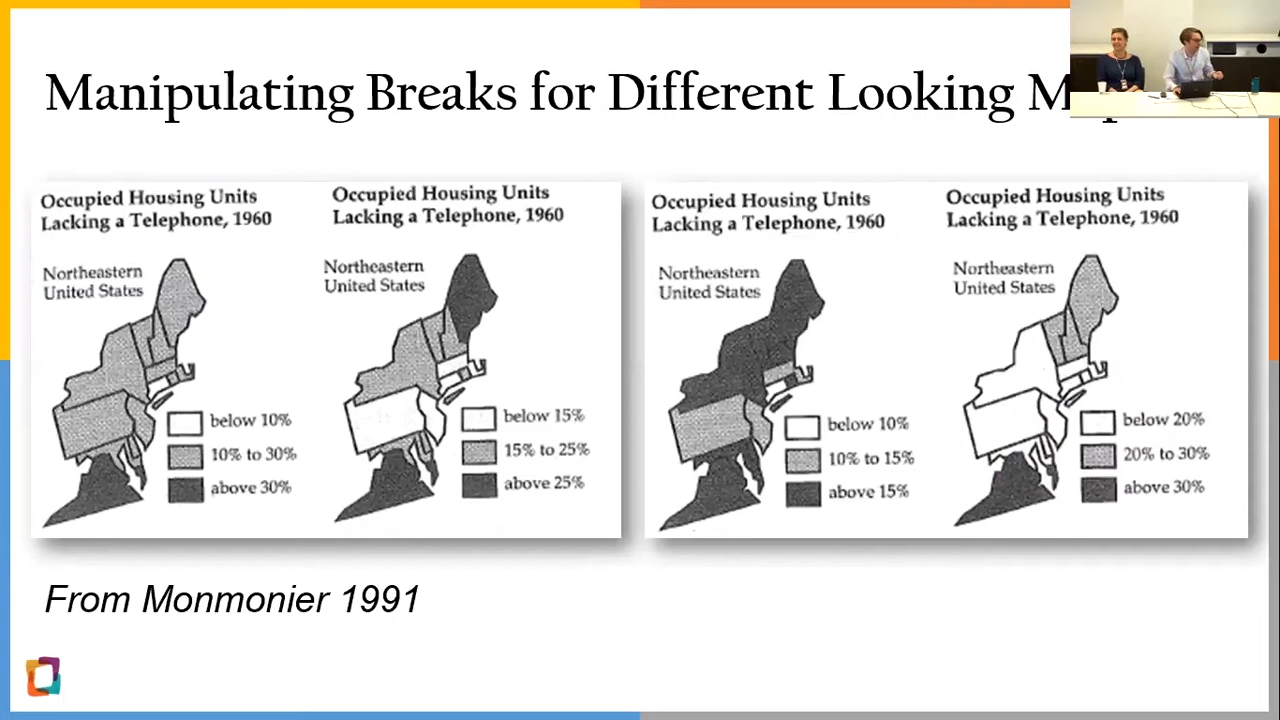 Manipulating Breaks for Different Looking
Occupied Housing Units
Lacking a Telephone, 1960
Northeastern
United States
below 10%
10% to 30%
above 30%
Occupied Housing Units
Lacking a Telephone, 1960
Northeastern
United States
below 15%
15% to 25%
above 25%
Occupied Housing Units
Lacking a Telephone, 1960
Northeastern
United States
below 10%
10% to 15%
above 15%
Occupied Housing Units
Lacking a Telephone, 1960
Northeastern
United States
below 20%
20% to 30%
above 30%
From Monmonier 1991